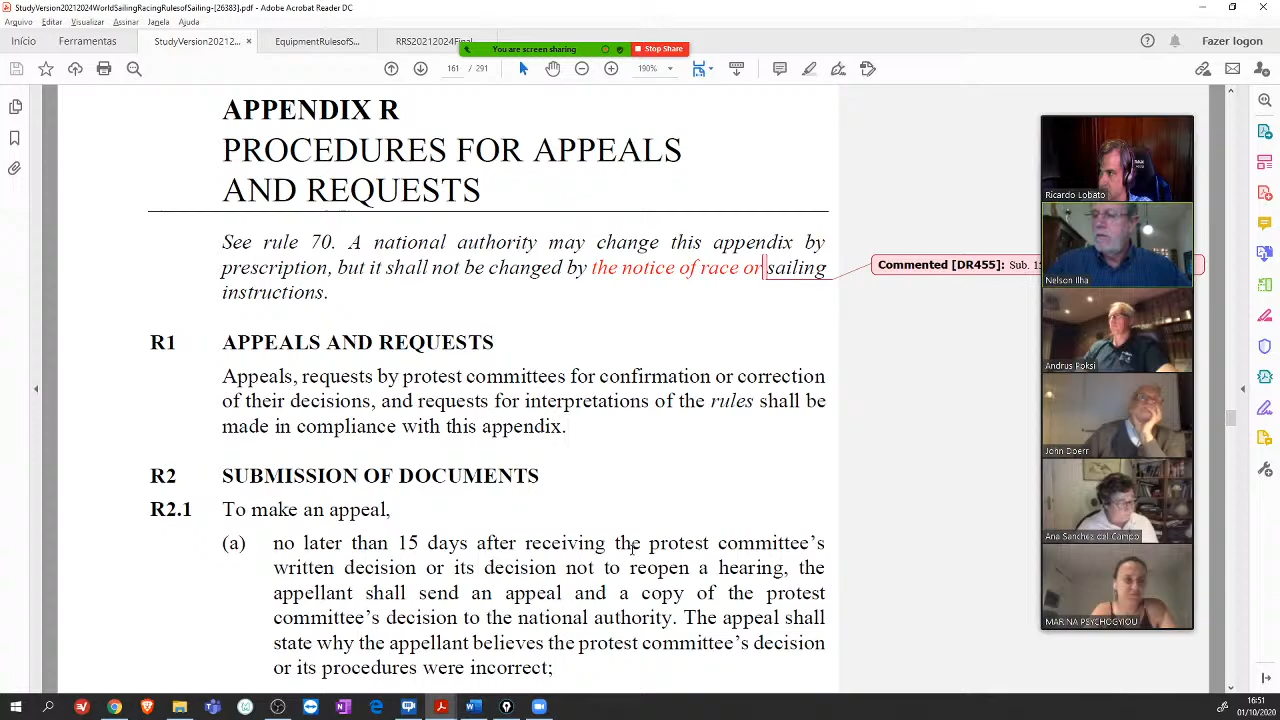 StudyVersion20212024WorldSailingRacingRulesofSailing-[26383].pdf - Adobe Acrobat Reader DC
Arquivo Editar Visualizar Assinar Janela Ajuda
Início Ferramentas StudyVersion20212... × EquipmentRulesofS... RRS20212024Final
Fazer logon
You are screen sharing Stop Share
161 / 291 190%
APPENDIX R
PROCEDURES FOR APPEALS
AND REQUESTS
See rule 70. A national authority may change this appendix by
prescription, but it shall not be changed by the notice of race or sailing
instructions.
Commented [DR455]: Sub. 1
R1 APPEALS AND REQUESTS
Appeals, requests by protest committees for confirmation or correction
of their decisions, and requests for interpretations of the rules shall be
made in compliance with this appendix.
R2 SUBMISSION OF DOCUMENTS
R2.1 To make an appeal,
(a) no later than 15 days after receiving the protest committee's
written decision or its decision not to reopen a hearing, the
appellant shall send an appeal and a copy of the protest
committee's decision to the national authority. The appeal shall
state why the appellant believes the protest committee's decision
or its procedures were incorrect;
Ricardo Lobato
Nelson Ilha
Andrus Poksi
John Doerr
Ana Sanchez del Campo
MARINA PSYCHOGYIOU
16:51
01/10/2020